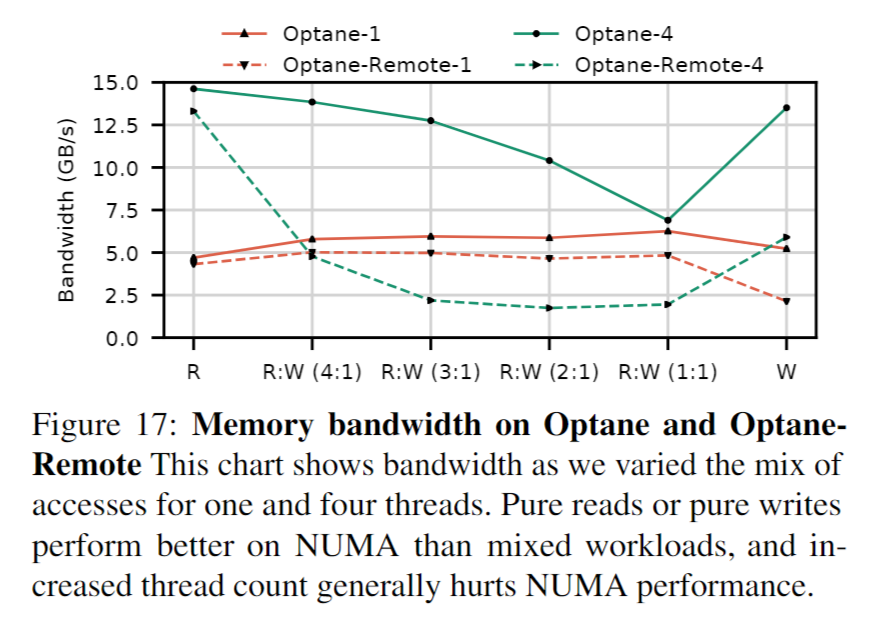 Optane-1
Optane-4
Optane-Remote-1
Optane-Remote-4
15.0
12.5
10.0
7.5
5.0
2.5
0.0
Bandwidth (GB/s)
R R:W (4:1) R:W (3:1) R:W (2:1) R:W (1:1) W
Figure 17: Memory bandwidth on Optane and Optane-
Remote This chart shows bandwidth as we varied the mix of
accesses for one and four threads. Pure reads or pure writes
perform better on NUMA than mixed workloads, and in-
creased thread count generally hurts NUMA performance.